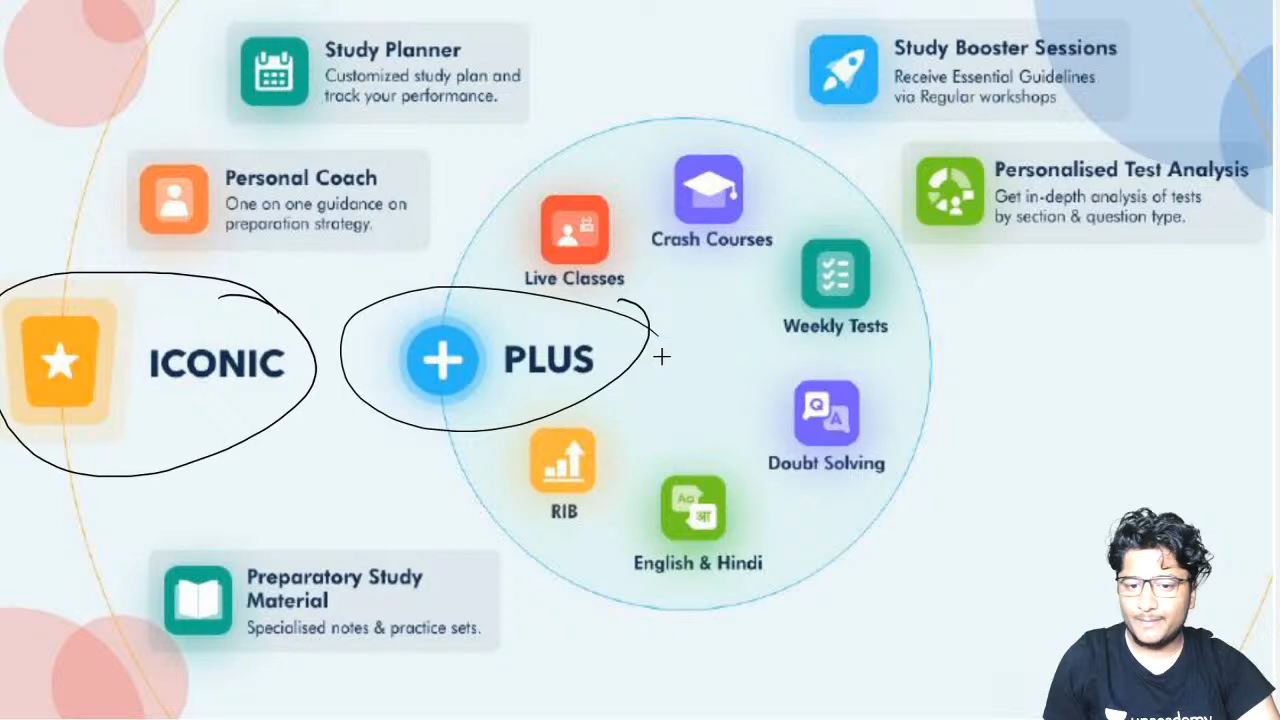 Study Planner
Customized study plan and
track your performance.
Study Booster Sessions
Receive Essential Guidelines
via Regular workshops
Personal Coach
One on one guidance on
preparation strategy.
Personalised Test Analysis
Get in-depth analysis of tests
by section & question type.
Crash Courses
Live Classes
Weekly Tests
ICONIC
PLUS
Q
A
Doubt Solving
RIB
Aa
आ
English & Hindi
Preparatory Study
Material
Specialised notes & practice sets.